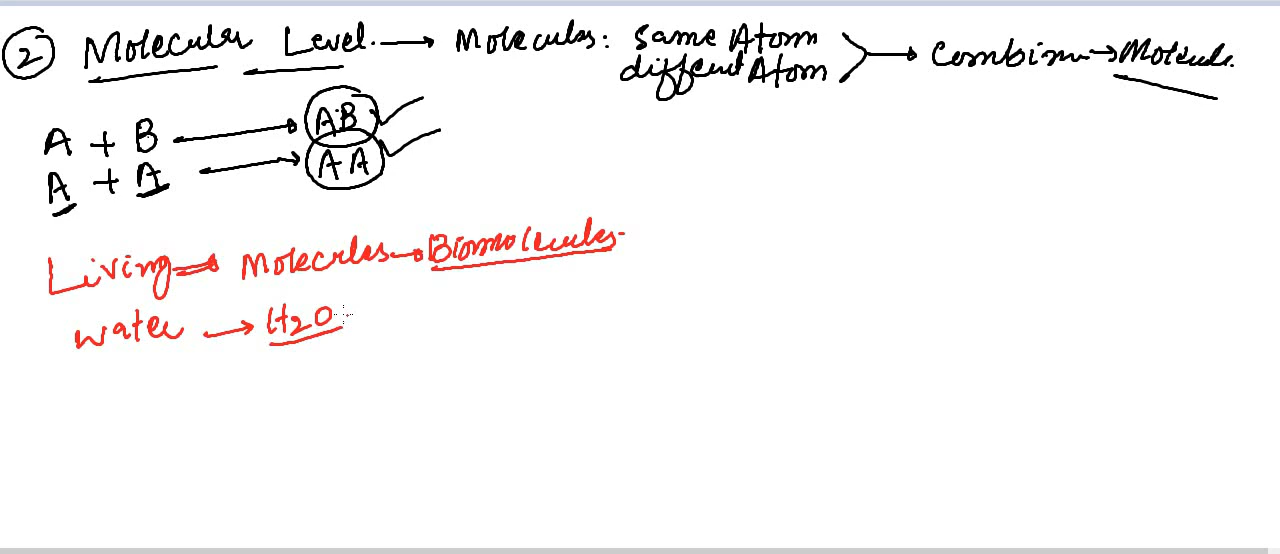 ② Molecular Level. → Molecules: Same Atom
different Atom > → Combine → Molecule.
A + B → AB ✓
A + A → AA ✓
Living → Molecules → Biomolecules.
water → H2O